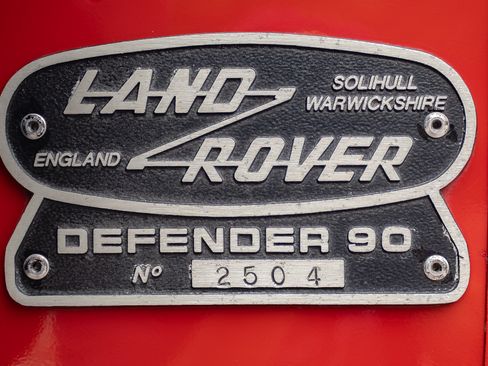 LAND
SOLIHULL
WARWICKSHIRE
ENGLAND
ROVER
DEFENDER 90
Nº 2504